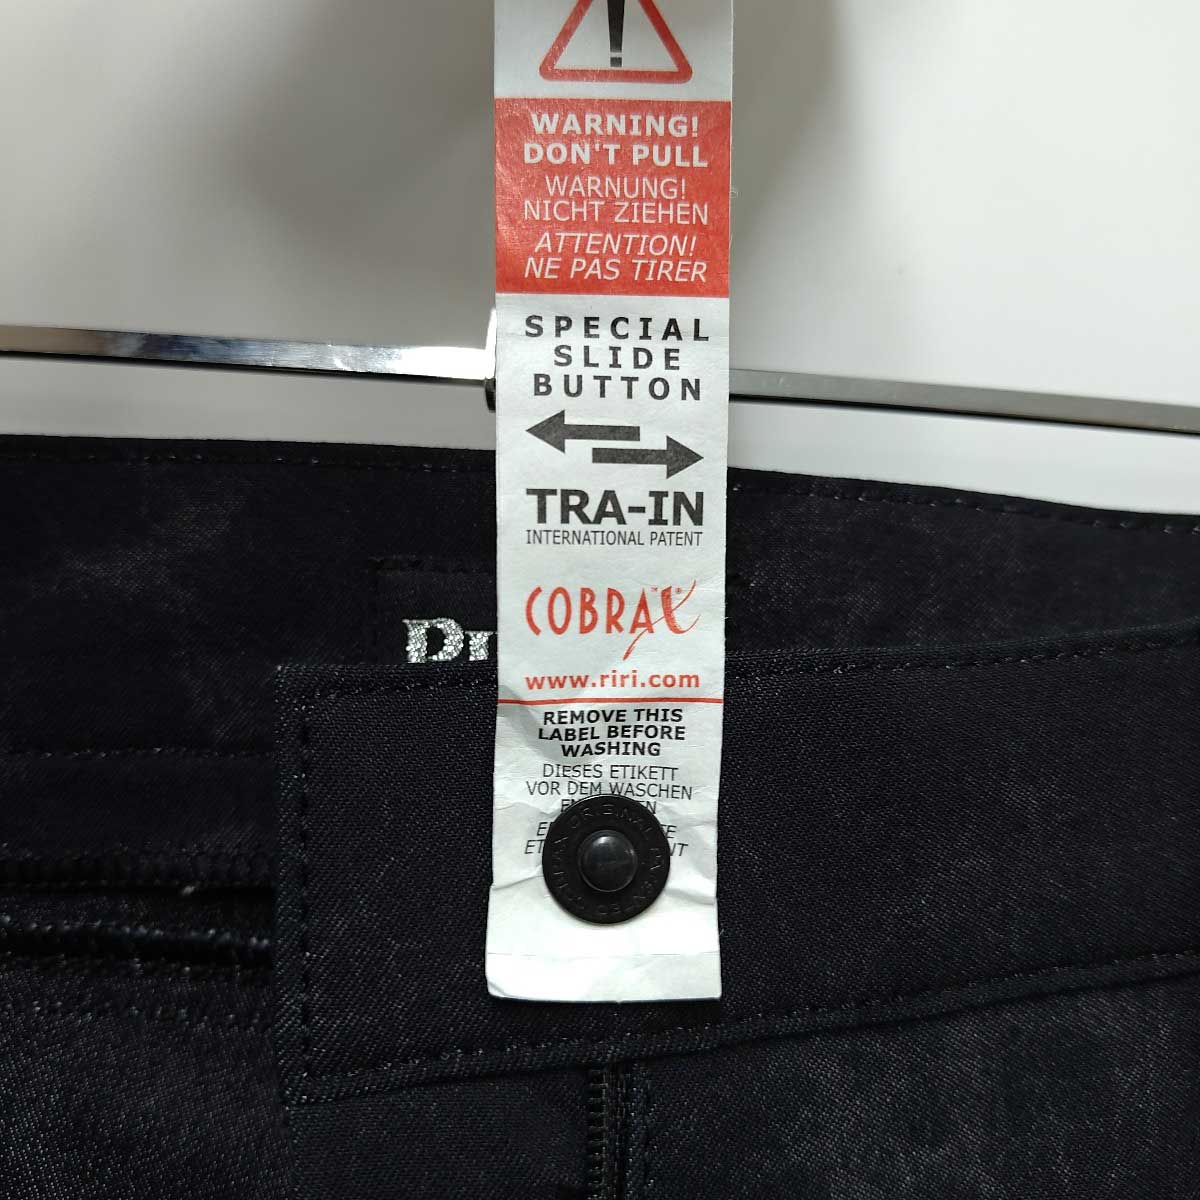 WARNING!
DON'T PULL
WARNUNG!
NICHT ZIEHEN
ATTENTION!
NE PAS TIRER
SPECIAL
SLIDE
BUTTON
TRA-IN
INTERNATIONAL PATENT
COBRAX
www.riri.com
REMOVE THIS
LABEL BEFORE
WASHING
DIESES ETIKETT
VOR DEM WASCHEN
ORIGINAL